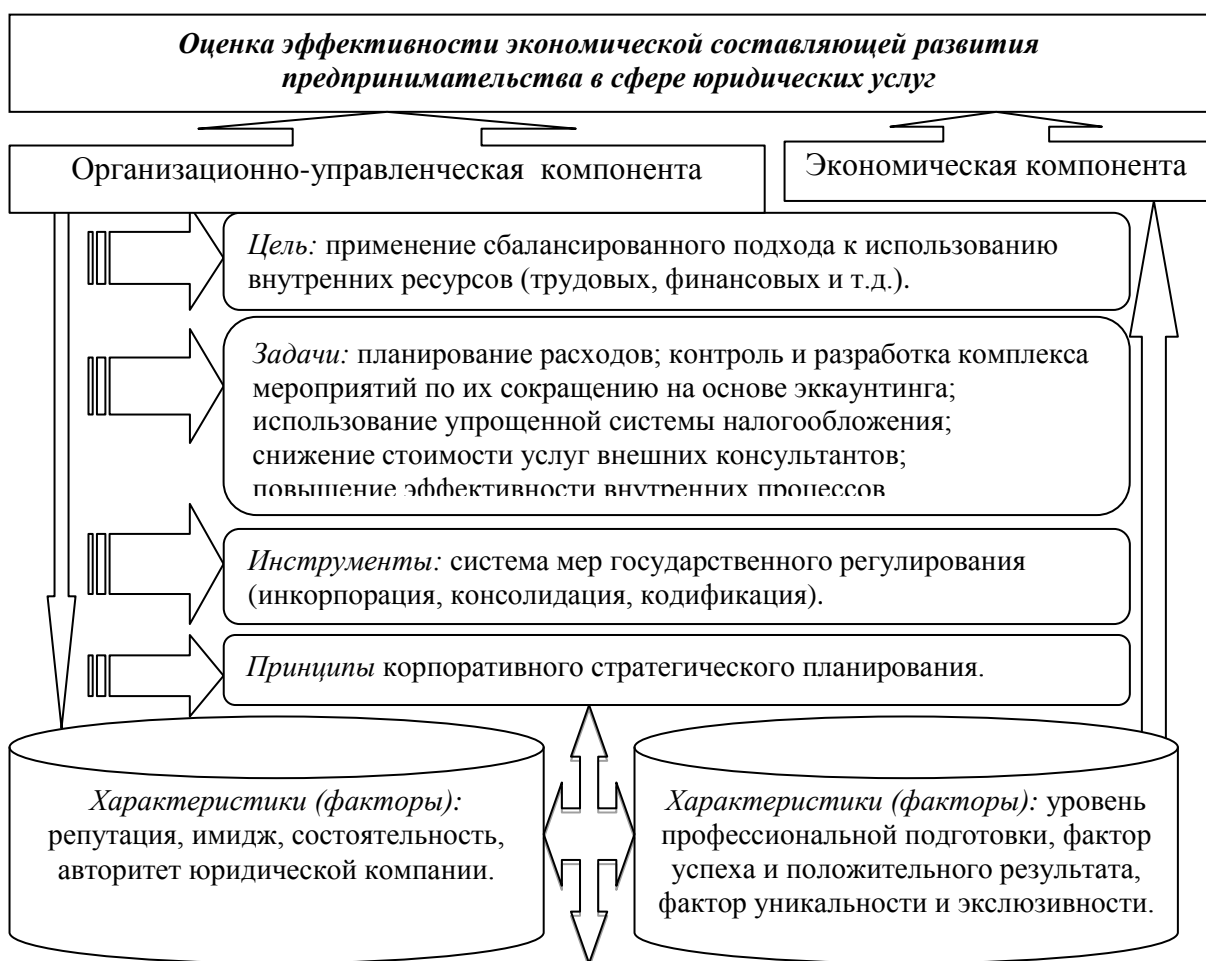 Оценка эффективности экономической составляющей развития
предпринимательства в сфере юридических услуг
Организационно-управленческая компонента
Экономическая компонента
Цель: применение сбалансированного подхода к использованию
внутренних ресурсов (трудовых, финансовых и т.д.).
Задачи: планирование расходов; контроль и разработка комплекса
мероприятий по их сокращению на основе эккаунтинга;
использование упрощенной системы налогообложения;
снижение стоимости услуг внешних консультантов;
повышение эффективности внутренних процессов
Инструменты: система мер государственного регулирования
(инкорпорация, консолидация, кодификация).
Принципы корпоративного стратегического планирования.
Характеристики (факторы):
репутация, имидж, состоятельность,
авторитет юридической компании.
Характеристики (факторы): уровень
профессиональной подготовки, фактор
успеха и положительного результата,
фактор уникальности и экслюзивности.